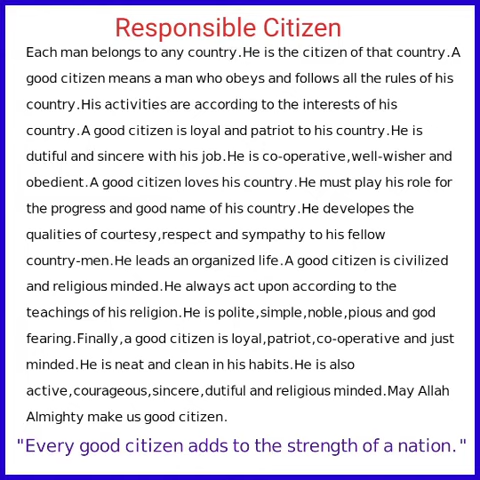 Responsible Citizen
Each man belongs to any country.He is the citizen of that country.A
good citizen means a man who obeys and follows all the rules of his
country.His activities are according to the interests of his
country.A good citizen is loyal and patriot to his country.He is
dutiful and sincere with his job.He is co-operative,well-wisher and
obedient.A good citizen loves his country.He must play his role for
the progress and good name of his country.He developes the
qualities of courtesy,respect and sympathy to his fellow
country-men.He leads an organized life.A good citizen is civilized
and religious minded.He always act upon according to the
teachings of his religion.He is polite,simple,noble,pious and god
fearing.Finally,a good citizen is loyal,patriot,co-operative and just
minded.He is neat and clean in his habits.He is also
active,courageous,sincere,dutiful and religious minded.May Allah
Almighty make us good citizen.
"Every good citizen adds to the strength of a nation."